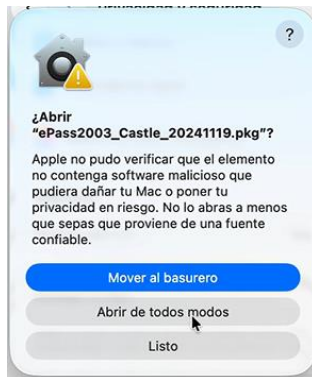 Privacidad y seguridad
?
¿Abrir
“ePass2003_Castle_20241119.pkg”?
Apple no pudo verificar que el elemento
no contenga software malicioso que
pudiera dañar tu Mac o poner tu
privacidad en riesgo. No lo abras a menos
que sepas que proviene de una fuente
confiable.
Mover al basurero
Abrir de todos modos
Listo